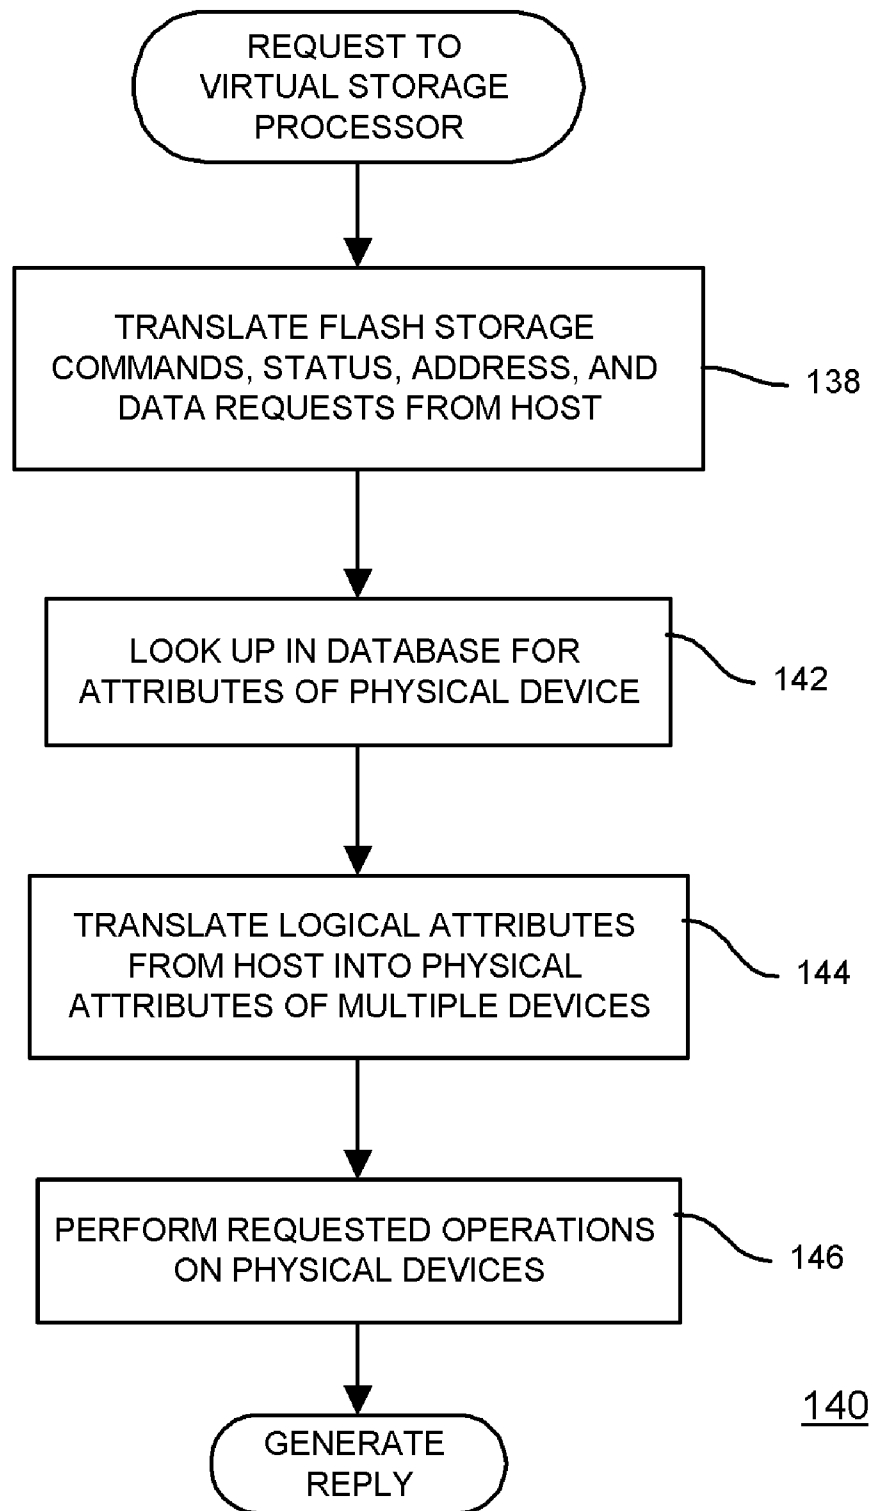 REQUEST TO
VIRTUAL STORAGE
PROCESSOR
TRANSLATE FLASH STORAGE
COMMANDS, STATUS, ADDRESS, AND
DATA REQUESTS FROM HOST
138
LOOK UP IN DATABASE FOR
ATTRIBUTES OF PHYSICAL DEVICE
142
TRANSLATE LOGICAL ATTRIBUTES
FROM HOST INTO PHYSICAL
ATTRIBUTES OF MULTIPLE DEVICES
144
PERFORM REQUESTED OPERATIONS
ON PHYSICAL DEVICES
146
140
GENERATE
REPLY